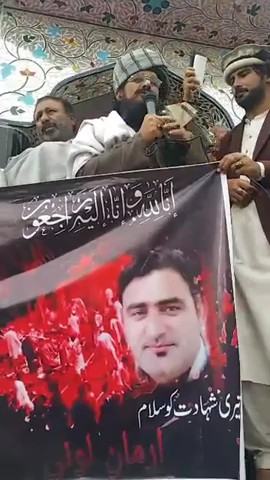 إنا لله وإنا إليه راجعون
تیری شہادت کو سلام
ارمان لونی